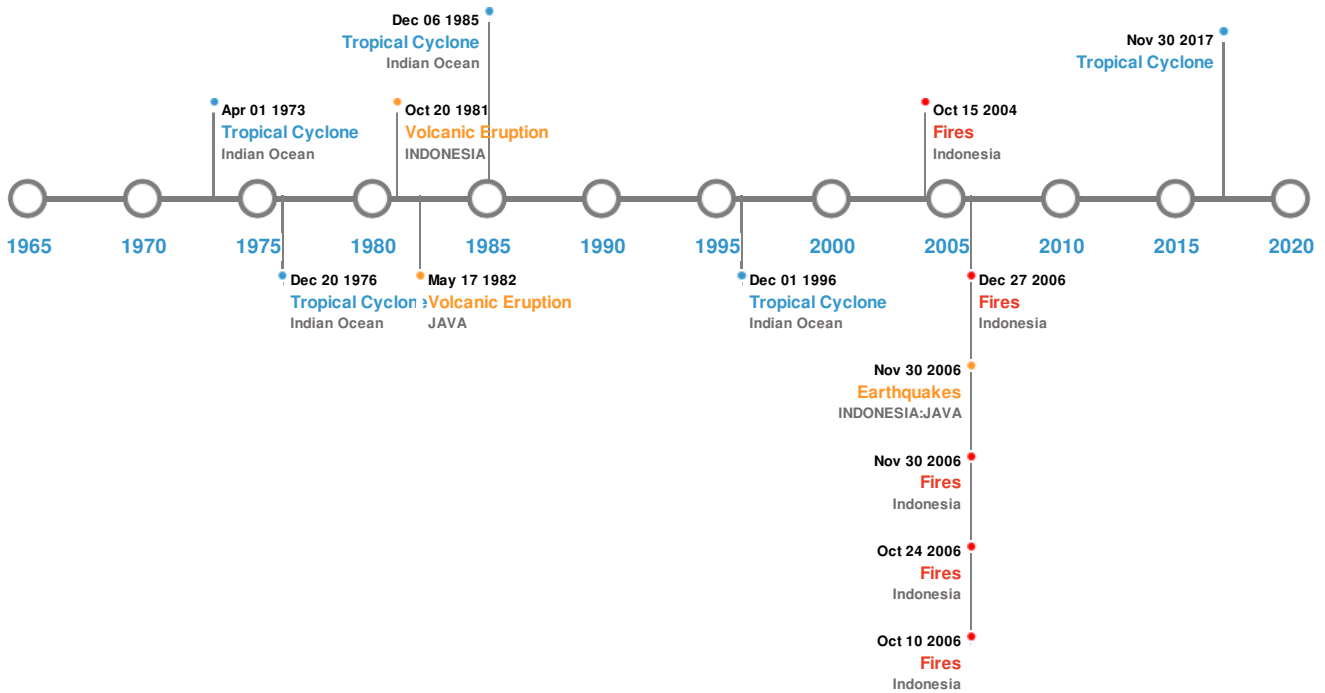 Dec 06 1985
Tropical Cyclone
Indian Ocean
Nov 30 2017
Tropical Cyclone
Apr 01 1973
Tropical Cyclone
Indian Ocean
Oct 20 1981
Volcanic Eruption
INDONESIA
Oct 15 2004
Fires
Indonesia
1965 1970 1975 1980 1985 1990 1995 2000 2005 2010 2015 2020
Dec 20 1976
Tropical Cyclone
Indian Ocean
May 17 1982
Volcanic Eruption
JAVA
Dec 01 1996
Tropical Cyclone
Indian Ocean
Dec 27 2006
Fires
Indonesia
Nov 30 2006
Earthquakes
INDONESIA:JAVA
Nov 30 2006
Fires
Indonesia
Oct 24 2006
Fires
Indonesia
Oct 10 2006
Fires
Indonesia